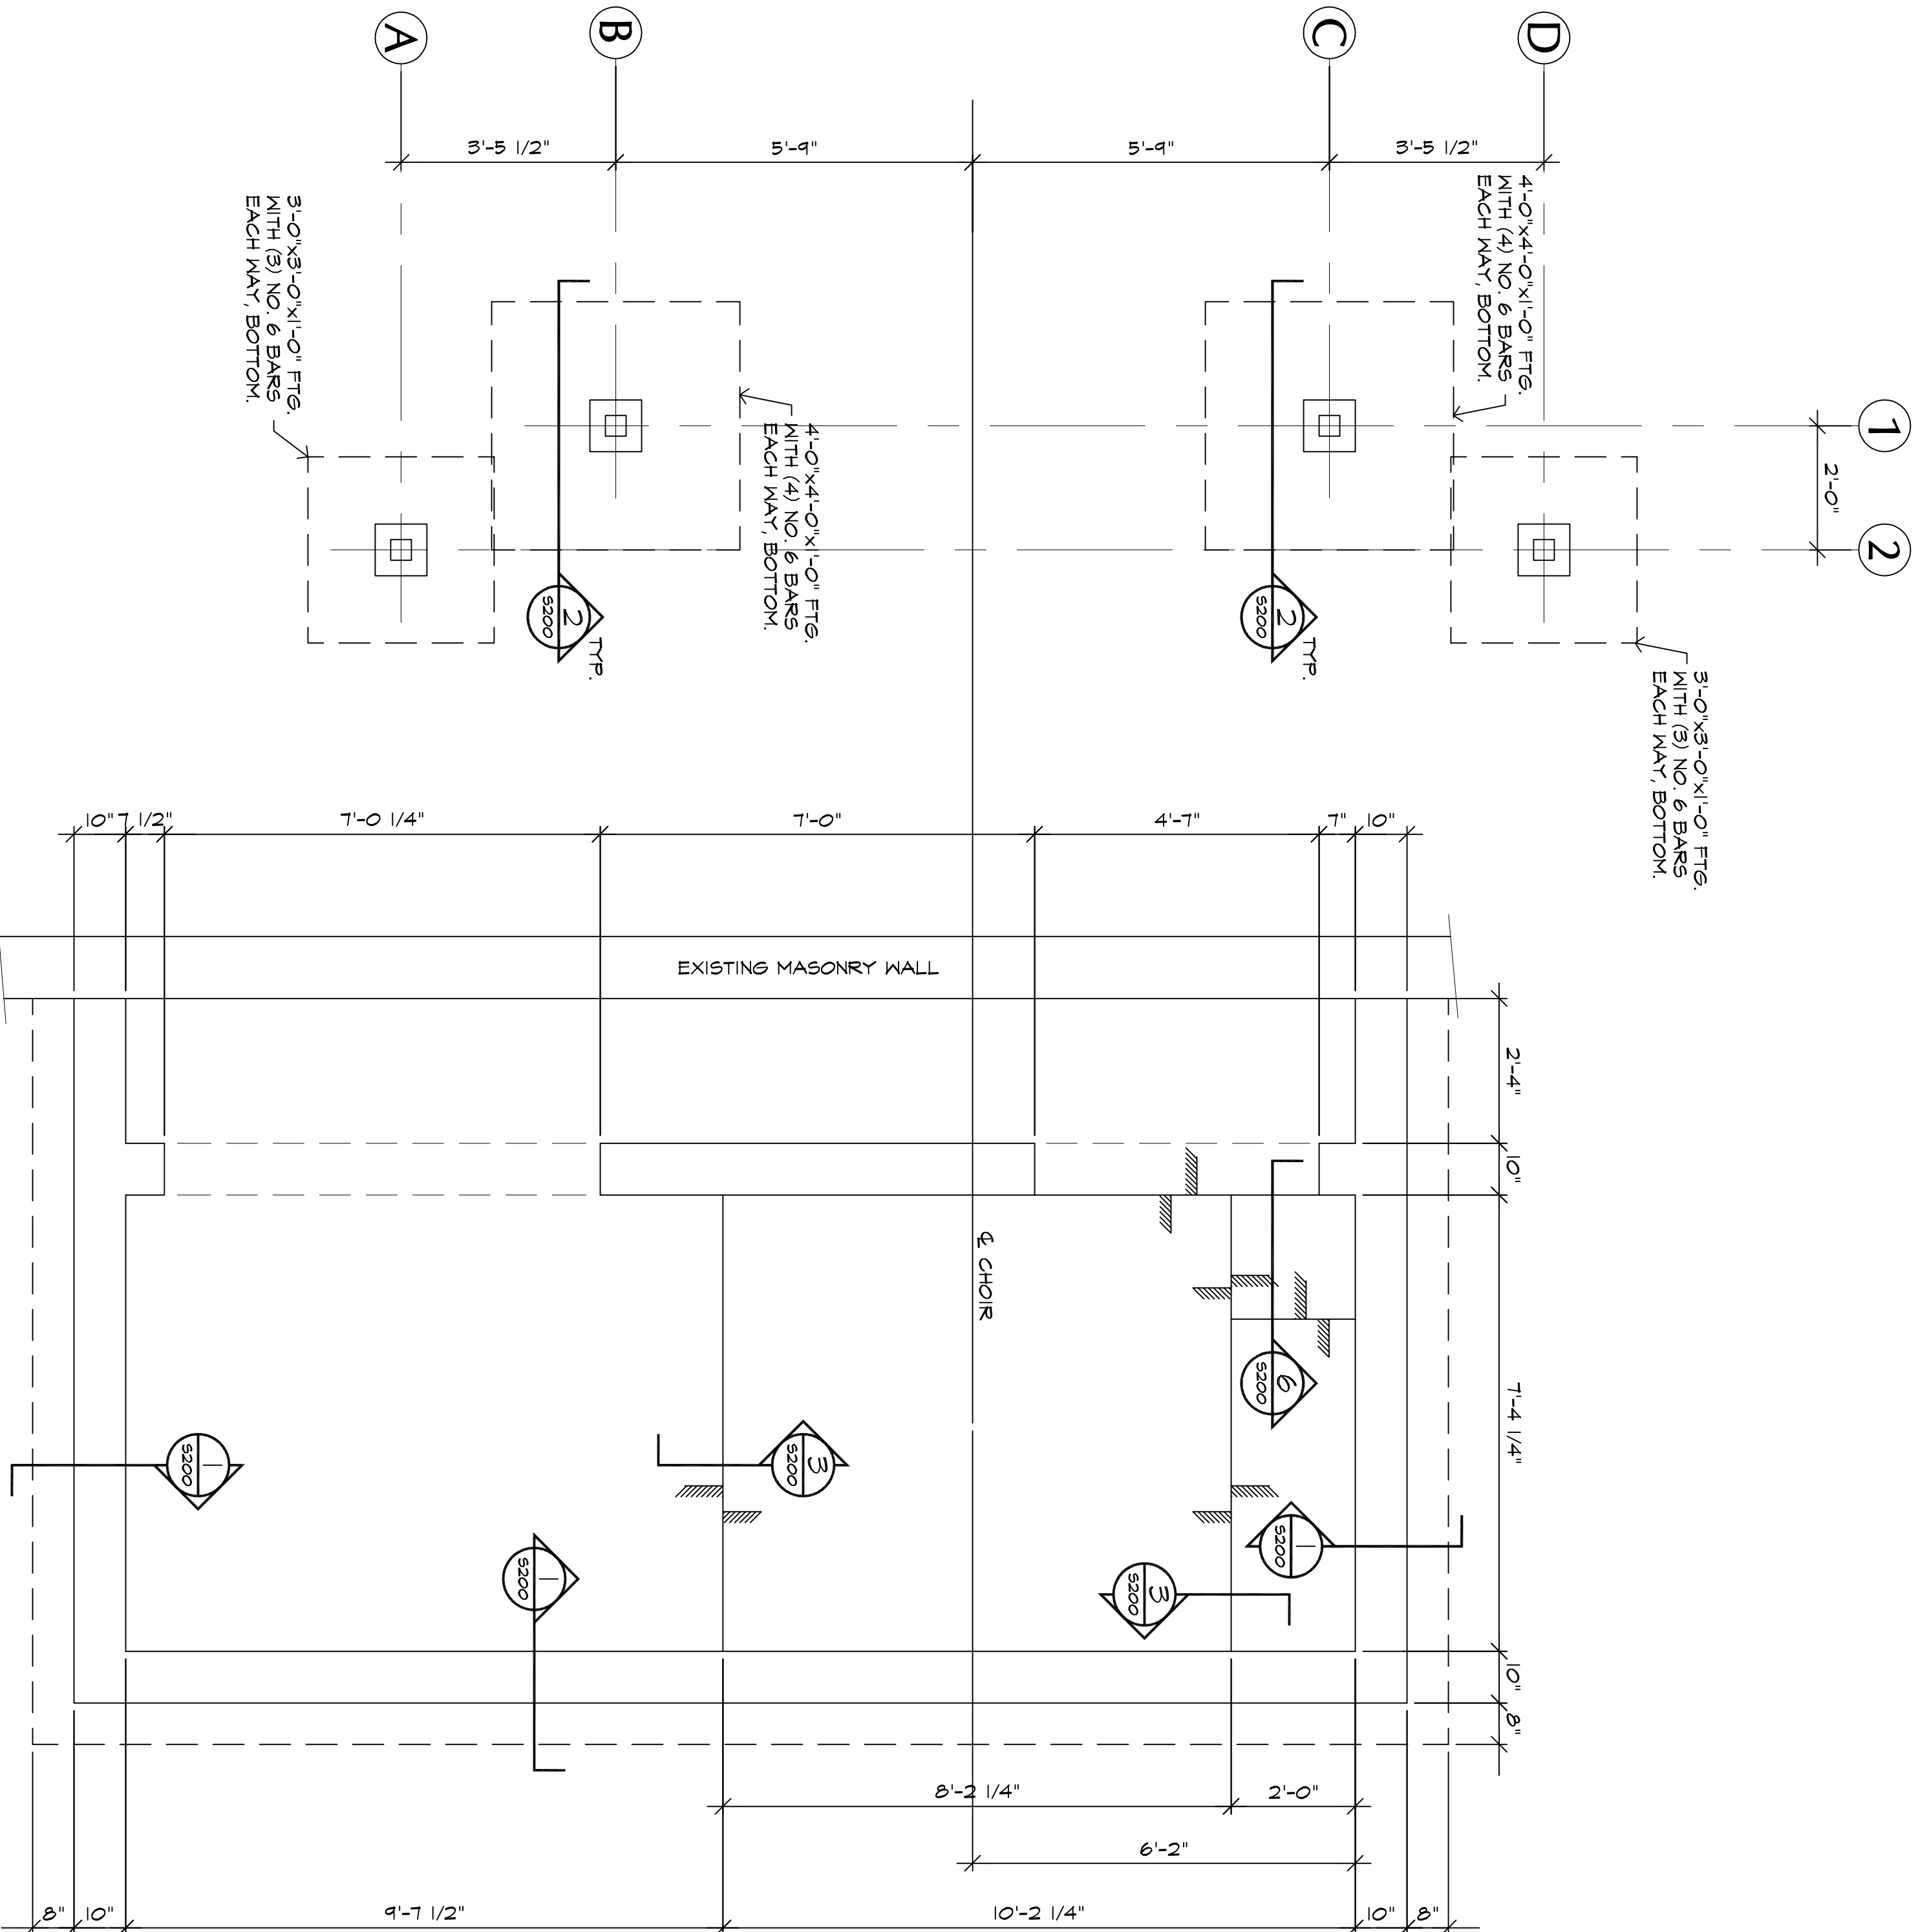 A
B
C
D
3'-5 1/2"
5'-9"
5'-9"
3'-5 1/2"
1
2
2'-0"
3'-0"x3'-0"x1'-0" FTG.
WITH (3) NO. 6 BARS
EACH WAY, BOTTOM.
4'-0"x4'-0"x1'-0" FTG.
WITH (4) NO. 6 BARS
EACH WAY, BOTTOM.
4'-0"x4'-0"x1'-0" FTG.
WITH (4) NO. 6 BARS
EACH WAY, BOTTOM.
3'-0"x3'-0"x1'-0" FTG.
WITH (3) NO. 6 BARS
EACH WAY, BOTTOM.
2
S200
TYP.
2
S200
TYP.
10"
7 1/2"
7'-0 1/4"
7'-0"
4'-7"
7"
10"
EXISTING MASONRY WALL
2'-4"
10"
7'-4 1/4"
10"
8"
℄ CHOIR
6
S200
1
S200
3
S200
1
S200
1
S200
3
S200
8'-2 1/4"
2'-0"
6'-2"
8"
10"
9'-7 1/2"
10'-2 1/4"
10"
8"